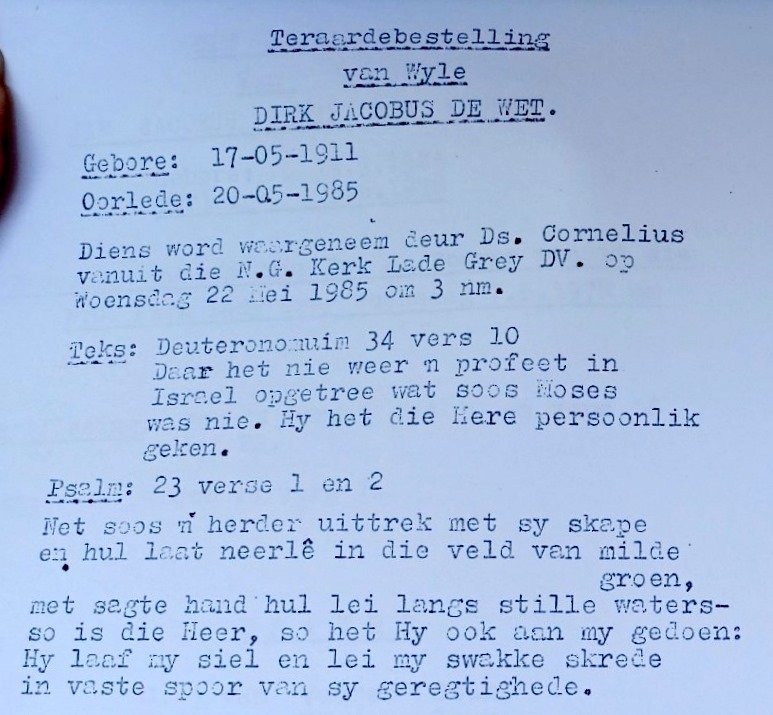 Teraardebestelling
van Wyle
DIRK JACOBUS DE WET.
Gebore: 17-05-1911
Oorlede: 20-05-1985
Diens word waargeneem deur Ds. Cornelius
vanuit die N.G. Kerk Lade Grey DV. op
Woensdag 22 Mei 1985 om 3 nm.
Teks: Deuteronomuim 34 vers 10
Daar het nie weer 'n profeet in
Israel opgetree wat soos Moses
was nie. Hy het die Here persoonlik
geken.
Psalm: 23 verse 1 en 2
Net soos 'n herder uittrek met sy skape
en hul laat neerlê in die veld van milde
groen,
met sagte hand hul lei langs stille waters-
so is die Heer, so het Hy ook aan my gedoen:
Hy laaf my siel en lei my swakke skrede
in vaste spoor van sy geregtighede.